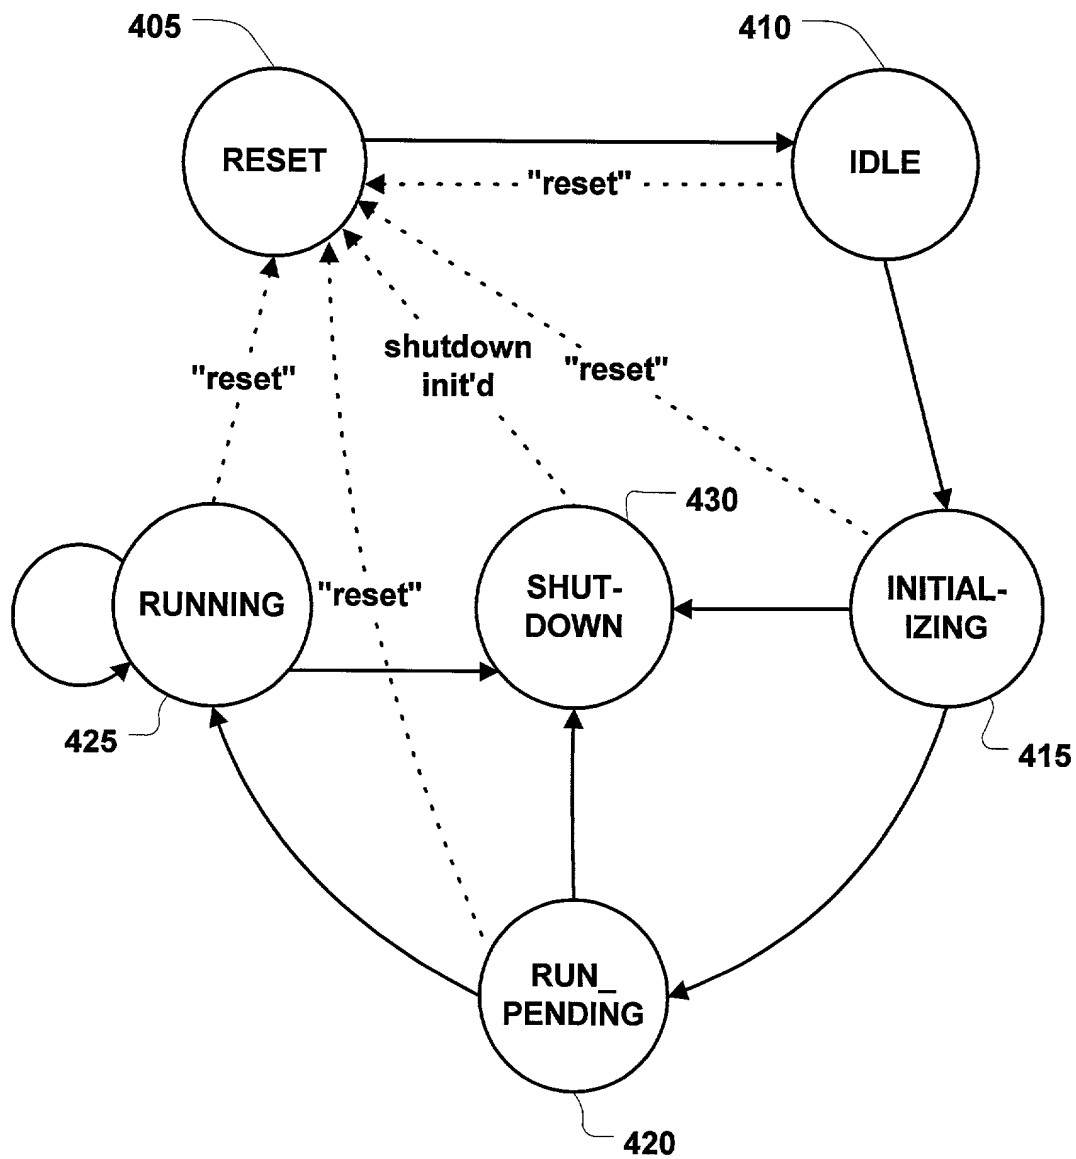 405
410
RESET
IDLE
"reset"
shutdown
init'd
"reset"
"reset"
430
RUNNING
"reset"
SHUT-
DOWN
INITIAL-
IZING
425
415
RUN_
PENDING
420